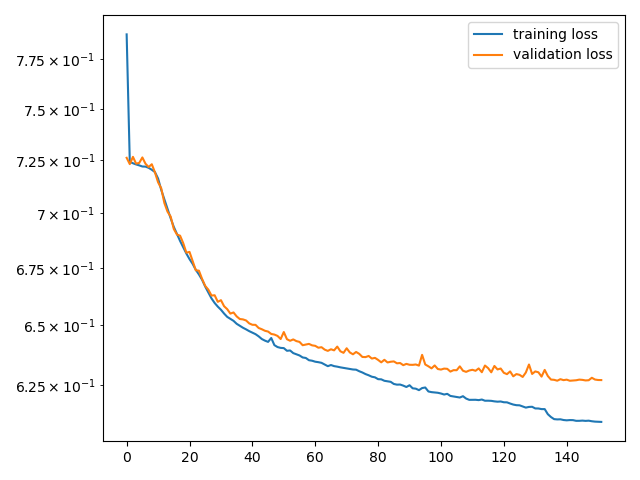 training loss
validation loss
7.75 × 10⁻¹
7.5 × 10⁻¹
7.25 × 10⁻¹
7 × 10⁻¹
6.75 × 10⁻¹
6.5 × 10⁻¹
6.25 × 10⁻¹
0 20 40 60 80 100 120 140